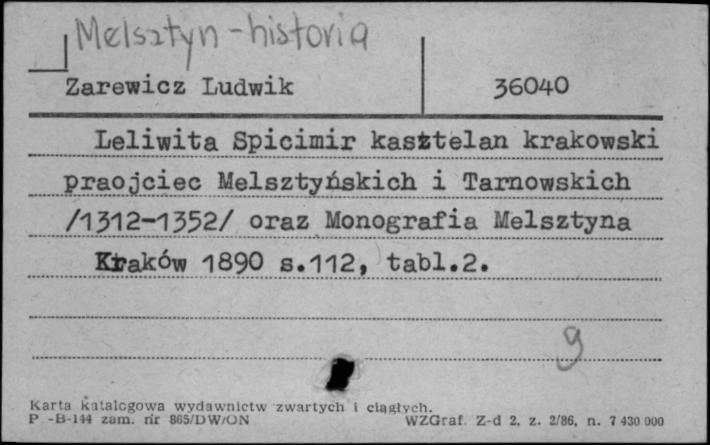 Melsztyn - historia
Zarewicz Ludwik 36040
Leliwita Spicimir kasztelan krakowski
praojciec Melsztyńskich i Tarnowskich
/1312-1352/ oraz Monografia Melsztyna
Kraków 1890 s.112, tabl.2.
g
Karta katalogowa wydawnictw zwartych i ciągłych.
P-B-144 zam. nr 865/DW/ON WZGraf. Z-d 2, z. 2/86, n. 7 430 000